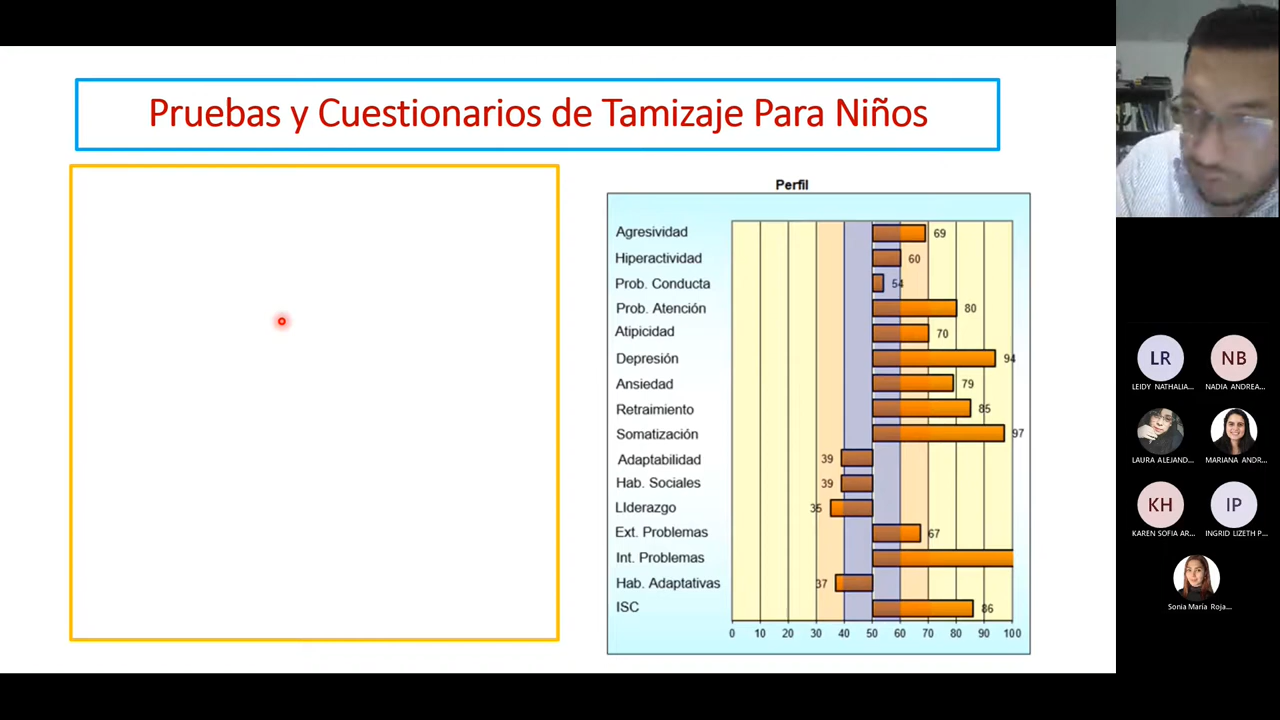 Pruebas y Cuestionarios de Tamizaje Para Niños
Perfil
Agresividad 69
Hiperactividad 60
Prob. Conducta 54
Prob. Atención 80
Atipicidad 70
Depresión 94
Ansiedad 79
Retraimiento 85
Somatización 97
Adaptabilidad 39
Hab. Sociales 39
LIderazgo 35
Ext. Problemas 67
Int. Problemas
Hab. Adaptativas 37
ISC 86
0 10 20 30 40 50 60 70 80 90 100
LR NB
LEIDY NATHALIA... NADIA ANDREA...
LAURA ALEJAND... MARIANA ANDR...
KH IP
KAREN SOFIA AR... INGRID LIZETH P...
Sonia María Roja...